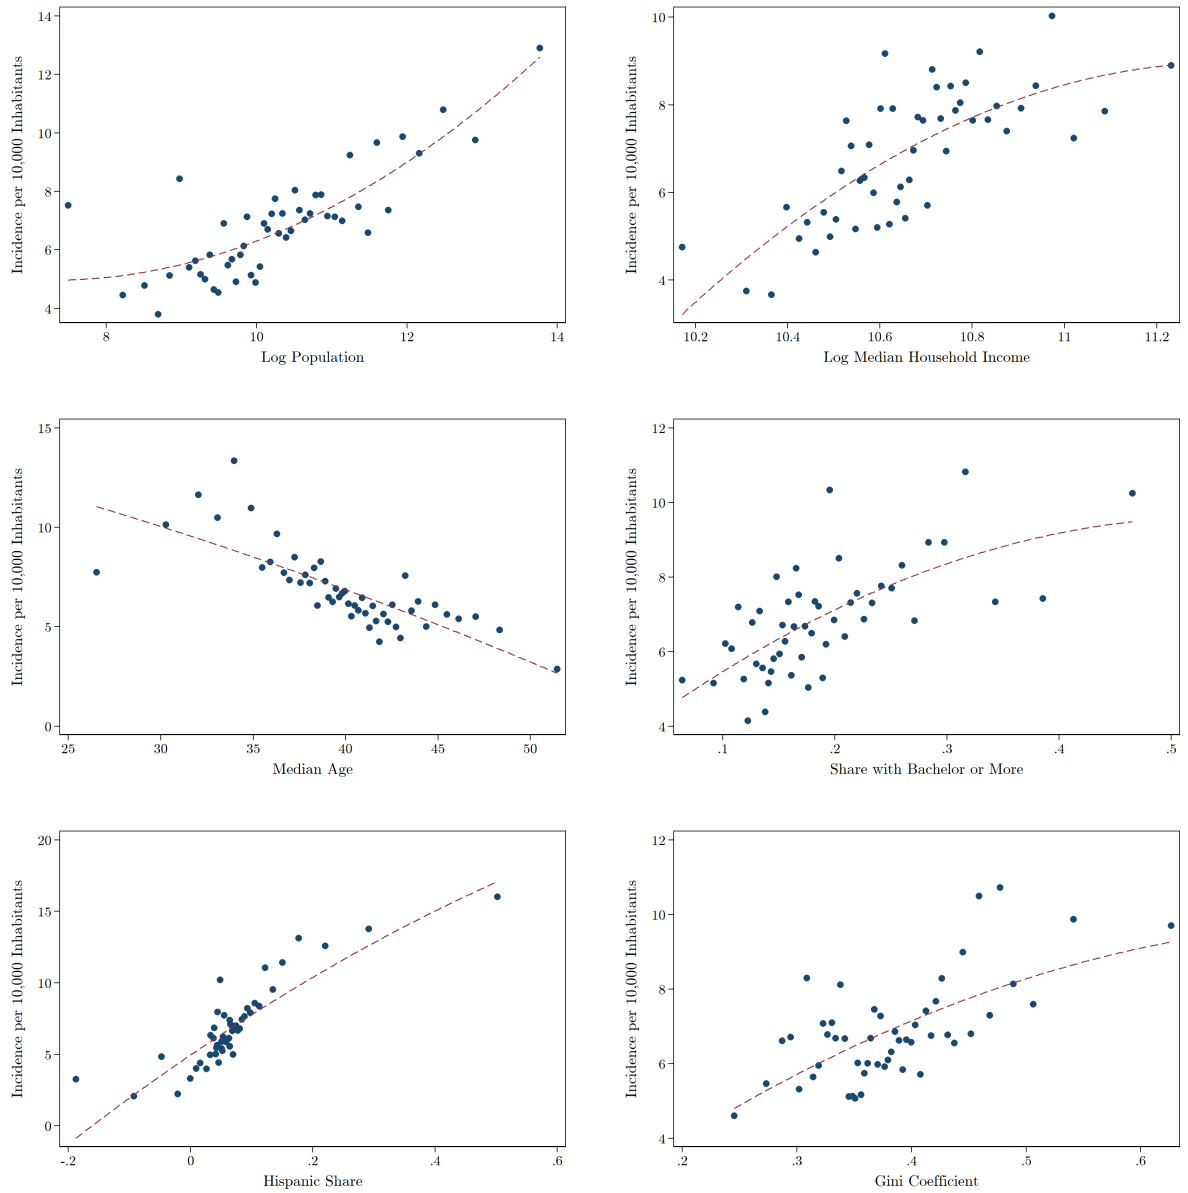 Incidence per 10,000 Inhabitants
14
12
10
8
6
4
8 10 12 14
Log Population
Incidence per 10,000 Inhabitants
10
8
6
4
10.2 10.4 10.6 10.8 11 11.2
Log Median Household Income
Incidence per 10,000 Inhabitants
15
10
5
0
25 30 35 40 45 50
Median Age
Incidence per 10,000 Inhabitants
12
10
8
6
4
.1 .2 .3 .4 .5
Share with Bachelor or More
Incidence per 10,000 Inhabitants
20
15
10
5
0
-.2 0 .2 .4 .6
Hispanic Share
Incidence per 10,000 Inhabitants
12
10
8
6
4
.2 .3 .4 .5 .6
Gini Coefficient